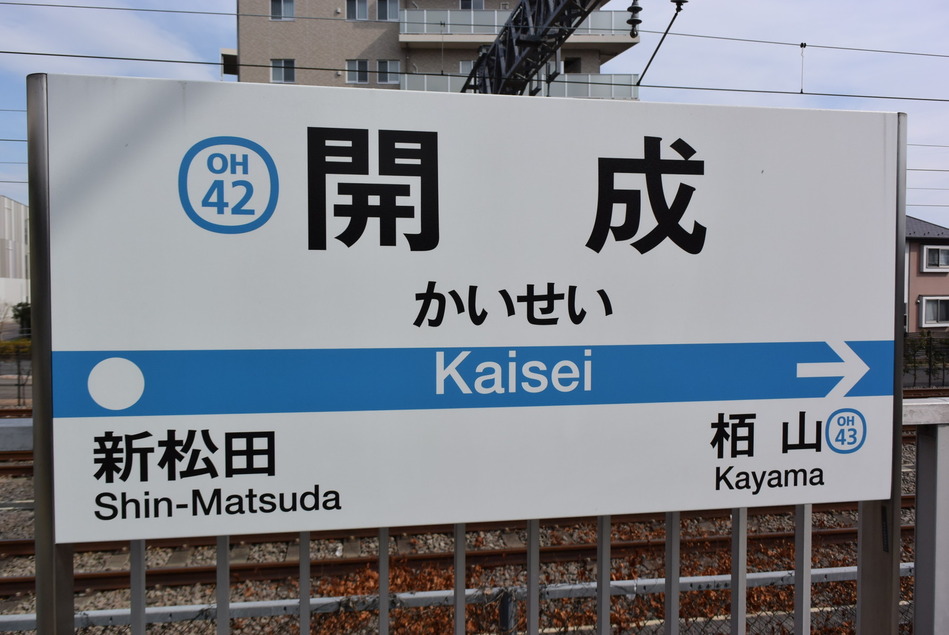 OH
42
開成
かいせい
Kaisei
新松田
Shin-Matsuda
栢山
OH
43
Kayama